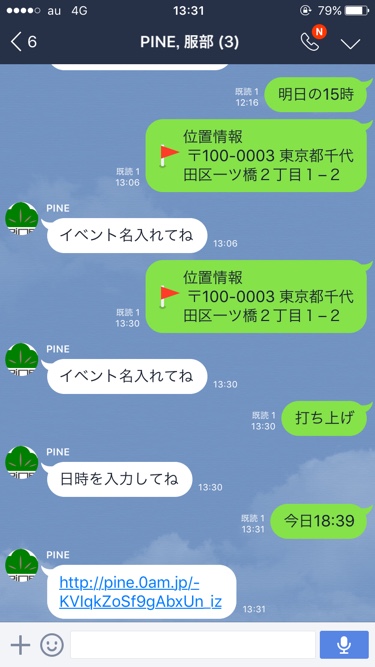 au 4G 13:31 79%
6 PINE, 服部 (3) N
既読 1
12:16
明日の15時
位置情報
〒100-0003 東京都千代
田区一ツ橋２丁目１−２
既読 1
13:06
PINE
イベント名入れてね
13:06
位置情報
〒100-0003 東京都千代
田区一ツ橋２丁目１−２
既読 1
13:30
PINE
イベント名入れてね
13:30
打ち上げ
既読 1
13:30
PINE
日時を入力してね
13:30
今日18:39
既読 1
13:31
PINE
http://pine.0am.jp/-
KVIqkZoSf9gAbxUn_iz
13:31